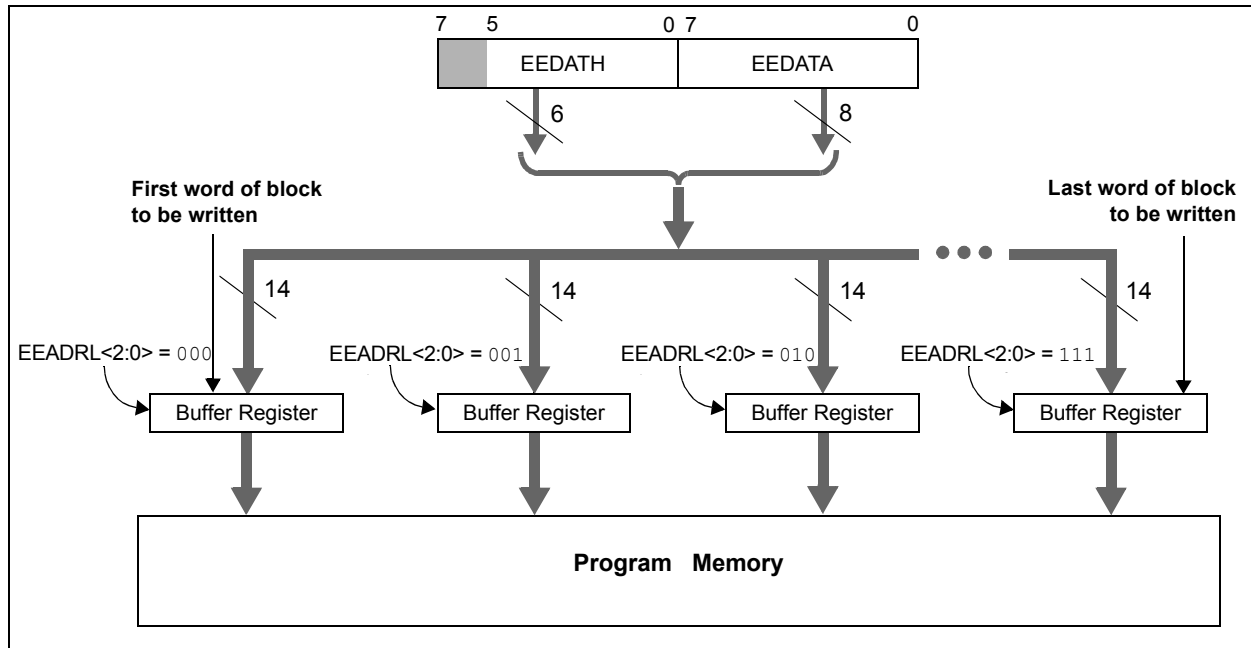 7 5 0 7 0
EEDATH EEDATA
6 8
First word of block
to be written
Last word of block
to be written
14 14 14 14
EEADRL<2:0> = 000 EEADRL<2:0> = 001 EEADRL<2:0> = 010 EEADRL<2:0> = 111
Buffer Register Buffer Register Buffer Register Buffer Register
Program Memory